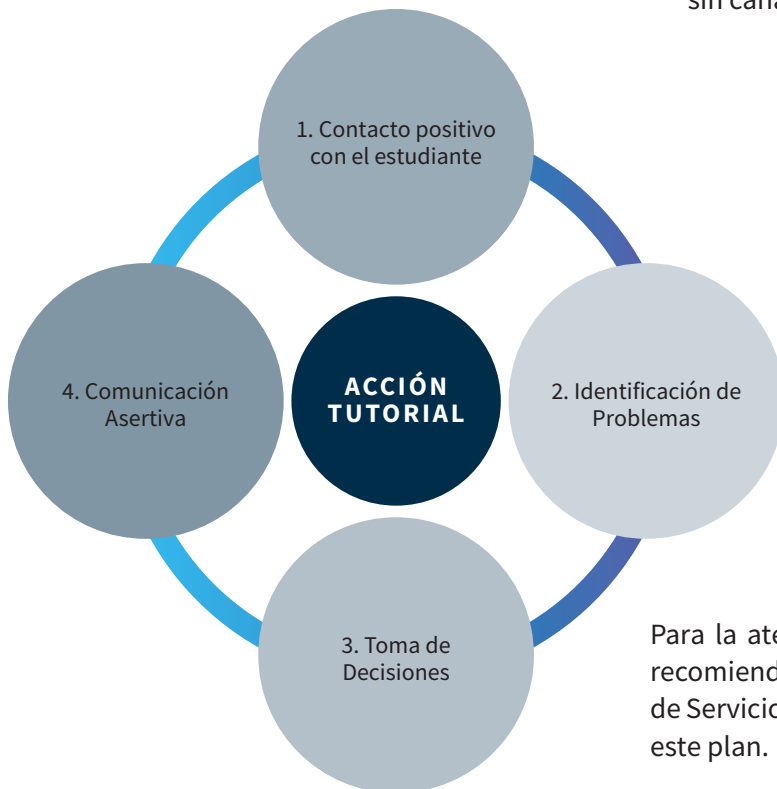 sin
1. Contacto positivo
con el estudiante
4. Comunicación
Asertiva
ACCIÓN
TUTORIAL
2. Identificación de
Problemas
3. Toma de
Decisiones
Para la
recomiend
de Servicio
este plan.